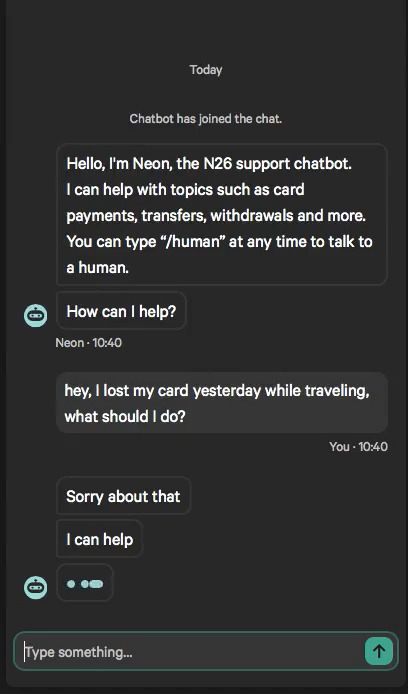 Today
Chatbot has joined the chat.
Hello, I'm Neon, the N26 support chatbot.
I can help with topics such as card
payments, transfers, withdrawals and more.
You can type “/human” at any time to talk to
a human.
How can I help?
Neon · 10:40
hey, I lost my card yesterday while traveling,
what should I do?
You · 10:40
Sorry about that
I can help
Type something...